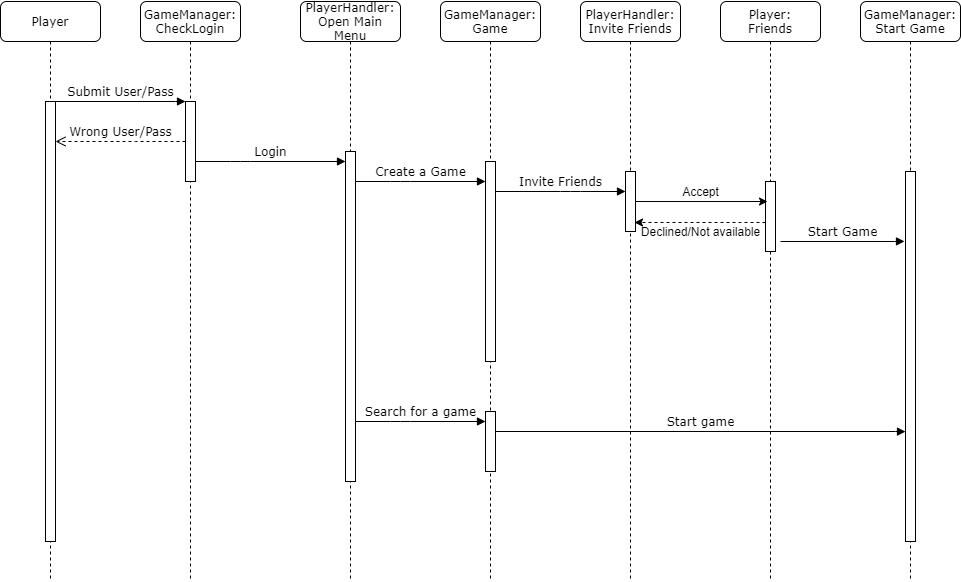 Player
GameManager:
CheckLogin
PlayerHandler:
Open Main
Menu
GameManager:
Game
PlayerHandler:
Invite Friends
Player:
Friends
GameManager:
Start Game
Submit User/Pass
Wrong User/Pass
Login
Create a Game
Invite Friends
Accept
Declined/Not available
Start Game
Search for a game
Start game